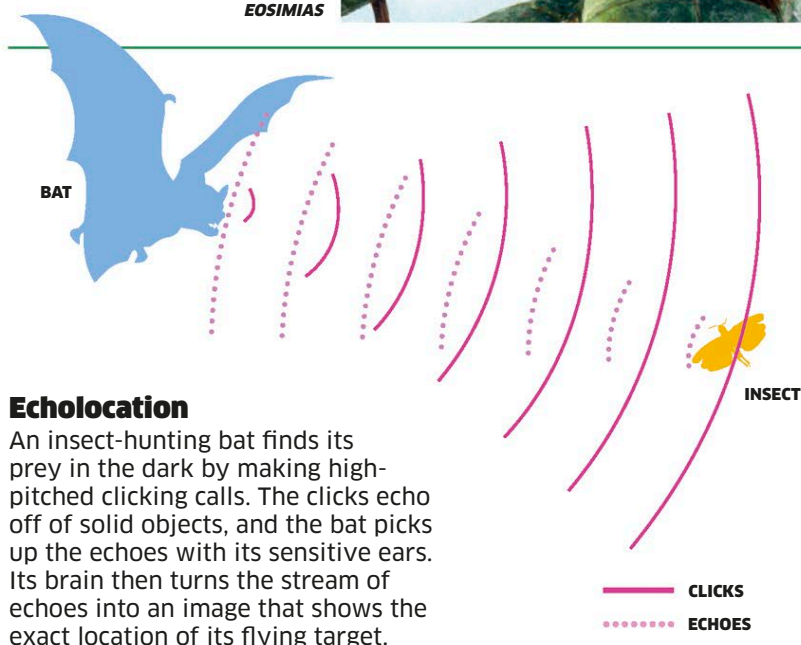 EOSIMIAS
BAT
INSECT
Echolocation
An insect-hunting bat finds its
prey in the dark by making high-
pitched clicking calls. The clicks echo
off of solid objects, and the bat picks
up the echoes with its sensitive ears.
Its brain then turns the stream of
echoes into an image that shows the
exact location of its flying target.
CLICKS
ECHOES